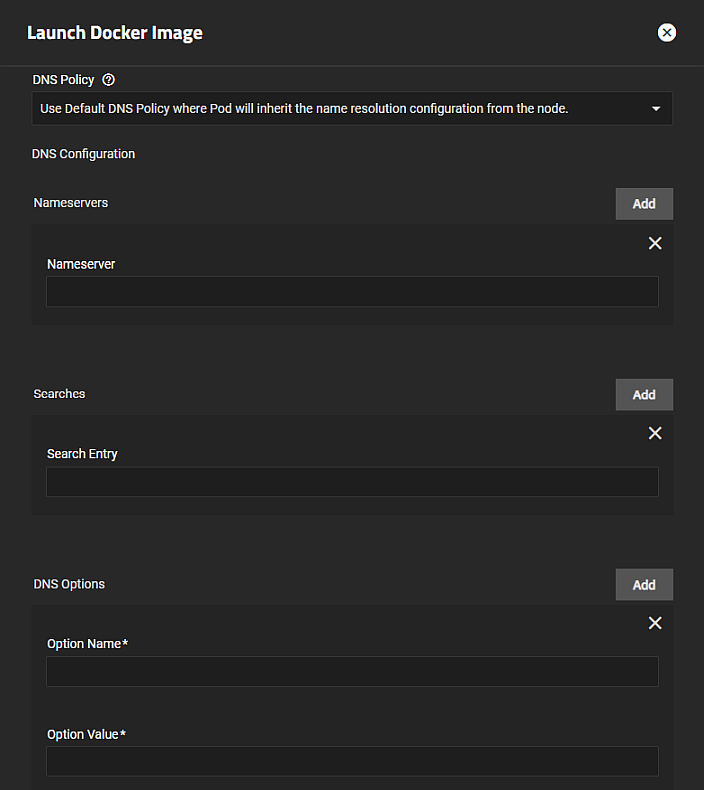 Launch Docker Image
DNS Policy
Use Default DNS Policy where Pod will inherit the name resolution configuration from the node.
DNS Configuration
Nameservers
Add
Nameserver
Searches
Add
Search Entry
DNS Options
Add
Option Name*
Option Value*